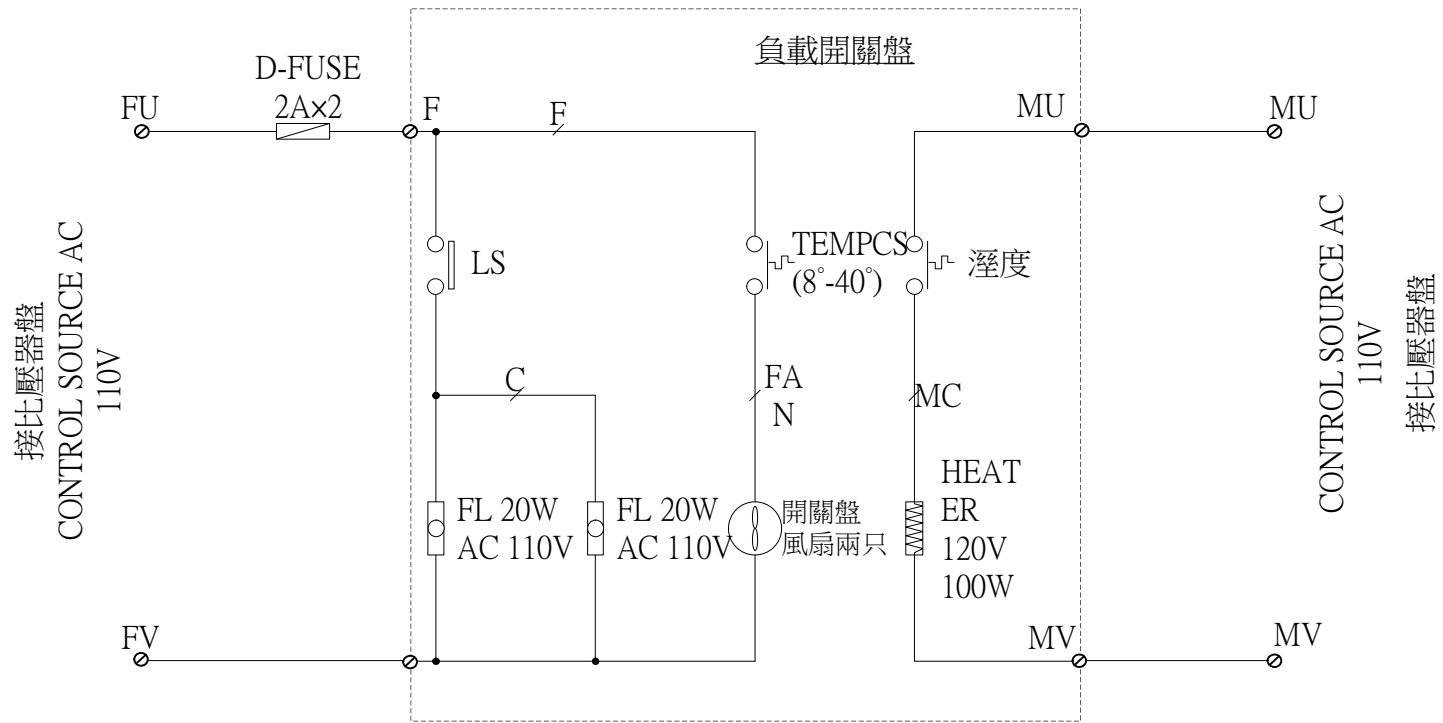 負載開關盤
D-FUSE
2A×2
FU
F
F
MU
MU
LS
TEMPCS
(8°-40°)
溼度
接比壓器盤
CONTROL SOURCE AC
110V
CONTROL SOURCE AC
110V
接比壓器盤
C
FA
N
MC
FL 20W
AC 110V
FL 20W
AC 110V
開關盤
風扇兩只
HEAT
ER
120V
100W
FV
MV
MV